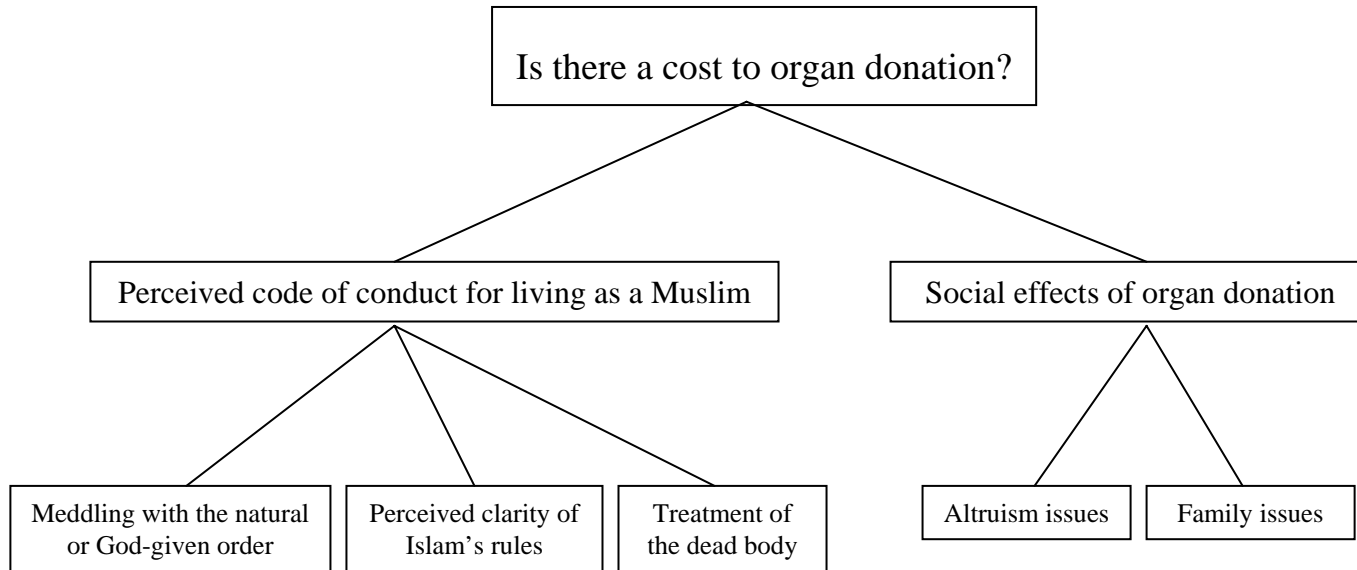 Is there a cost to organ donation?
Perceived code of conduct for living as a Muslim
Social effects of organ donation
Meddling with the natural
or God-given order
Perceived clarity of
Islam’s rules
Treatment of
the dead body
Altruism issues
Family issues